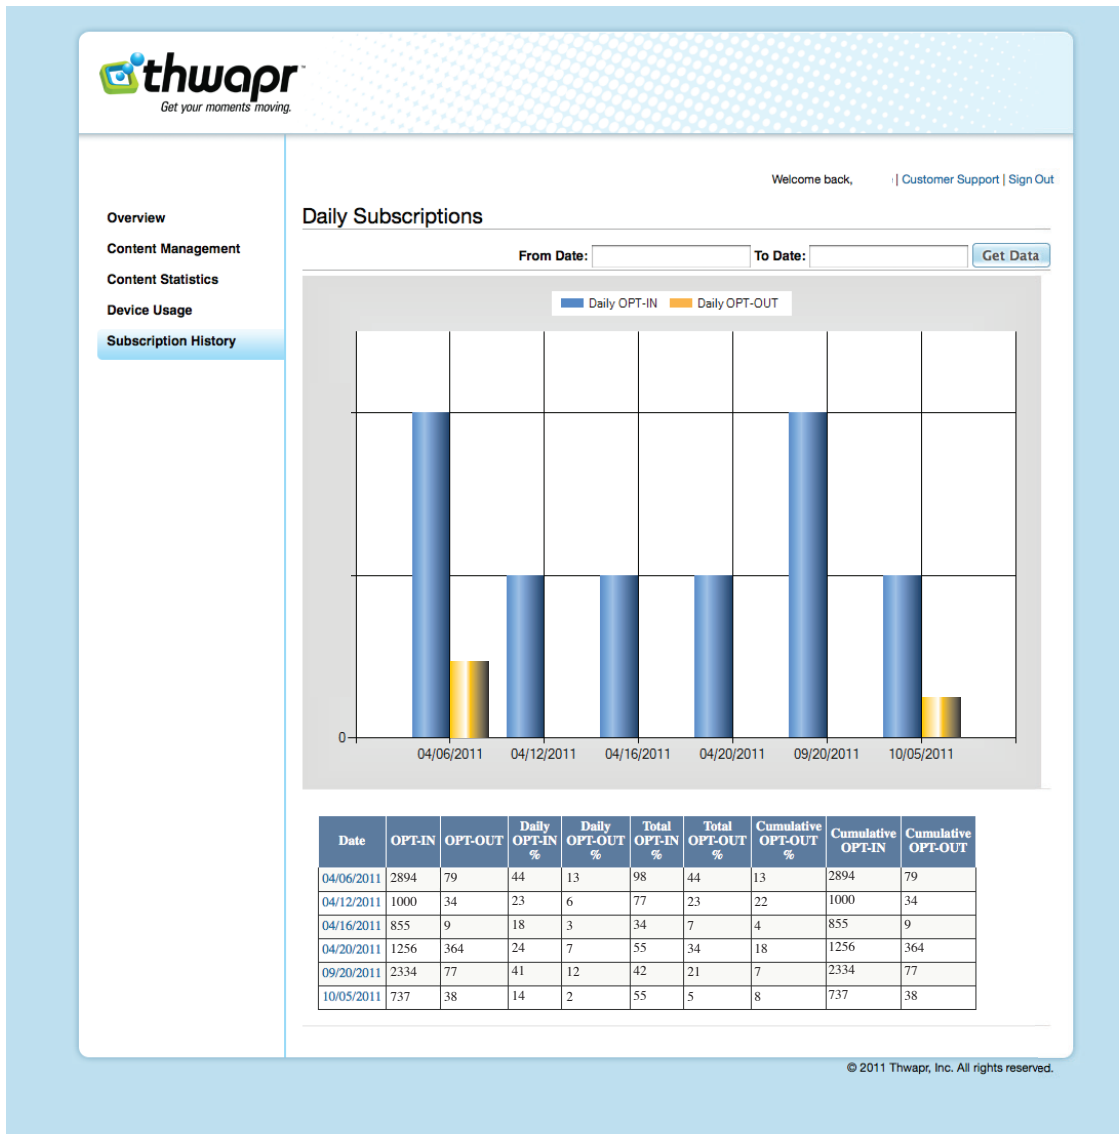 thwapr™
Get your moments moving.
Welcome back, | Customer Support | Sign Out
Overview
Content Management
Content Statistics
Device Usage
Subscription History
Daily Subscriptions
From Date: To Date: Get Data
Daily OPT-IN Daily OPT-OUT
0
04/06/2011 04/12/2011 04/16/2011 04/20/2011 09/20/2011 10/05/2011
Date OPT-IN OPT-OUT Daily OPT-IN % Daily OPT-OUT % Total OPT-IN % Total OPT-OUT % Cumulative OPT-OUT % Cumulative OPT-IN Cumulative OPT-OUT
04/06/2011 2894 79 44 13 98 44 13 2894 79
04/12/2011 1000 34 23 6 77 23 22 1000 34
04/16/2011 855 9 18 3 34 7 4 855 9
04/20/2011 1256 364 24 7 55 34 18 1256 364
09/20/2011 2334 77 41 12 42 21 7 2334 77
10/05/2011 737 38 14 2 55 5 8 737 38
© 2011 Thwapr, Inc. All rights reserved.